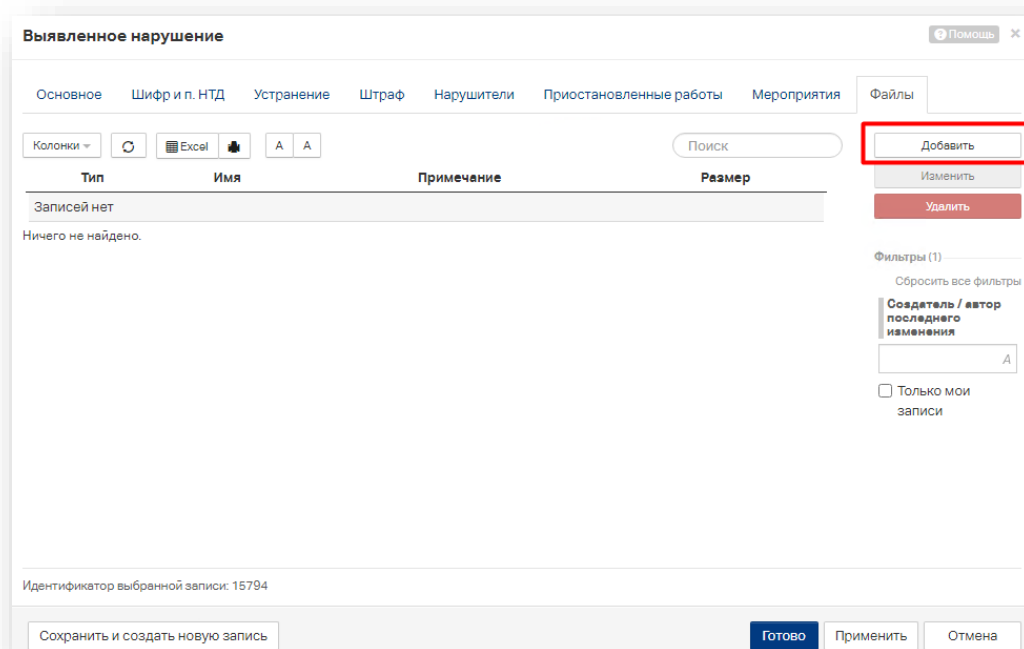 Выявленное нарушение
Помощь
Основное Шифр и п. НТД Устранение Штраф Нарушители Приостановленные работы Мероприятия Файлы
Колонки Excel A A Поиск Добавить
Изменить
Тип Имя Примечание Размер
Записей нет Удалить
Ничего не найдено.
Фильтры (1)
Сбросить все фильтры
Создатель / автор
последнего
изменения
A
Только мои
записи
Идентификатор выбранной записи: 15794
Сохранить и создать новую запись Готово Применить Отмена